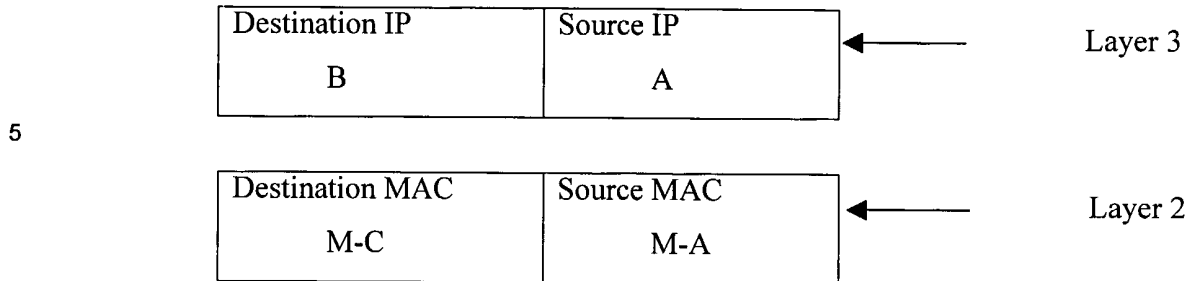 Destination IP Source IP
Layer 3
B A
5
Destination MAC Source MAC
Layer 2
M-C M-A